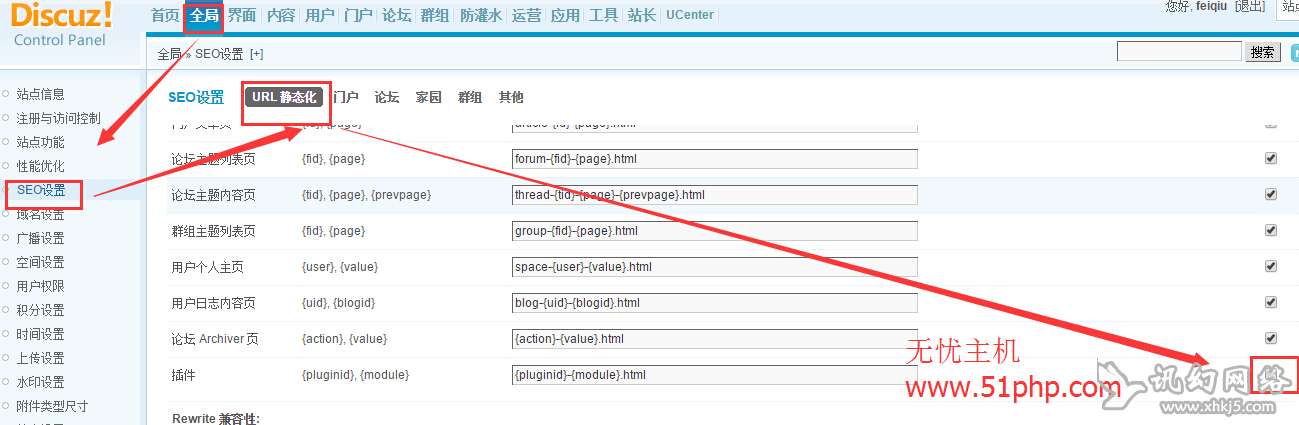 Discuz!
Control Panel
首页 全局 界面 内容 用户 门户 论坛 群组 防灌水 运营 应用 工具 站长 UCenter
您好, feiqiu [退出] 站点
全局 » SEO设置 [+]
搜索
SEO设置 URL 静态化 门户 论坛 家园 群组 其他
站点信息
注册与访问控制
站点功能
性能优化
SEO设置
域名设置
广播设置
空间设置
用户权限
积分设置
时间设置
上传设置
水印设置
附件类型尺寸
门户文章页 {id}, {page} article-{id}-{page}.html
论坛主题列表页 {fid}, {page} forum-{fid}-{page}.html
论坛主题内容页 {tid}, {page}, {prevpage} thread-{tid}-{page}-{prevpage}.html
群组主题列表页 {fid}, {page} group-{fid}-{page}.html
用户个人主页 {user}, {value} space-{user}-{value}.html
用户日志内容页 {uid}, {blogid} blog-{uid}-{blogid}.html
论坛 Archiver 页 {action}, {value} {action}-{value}.html
插件 {pluginid}, {module} {pluginid}-{module}.html
Rewrite 兼容性:
无忧主机
www.51php.com
讯幻网络
www.xhkj5.com